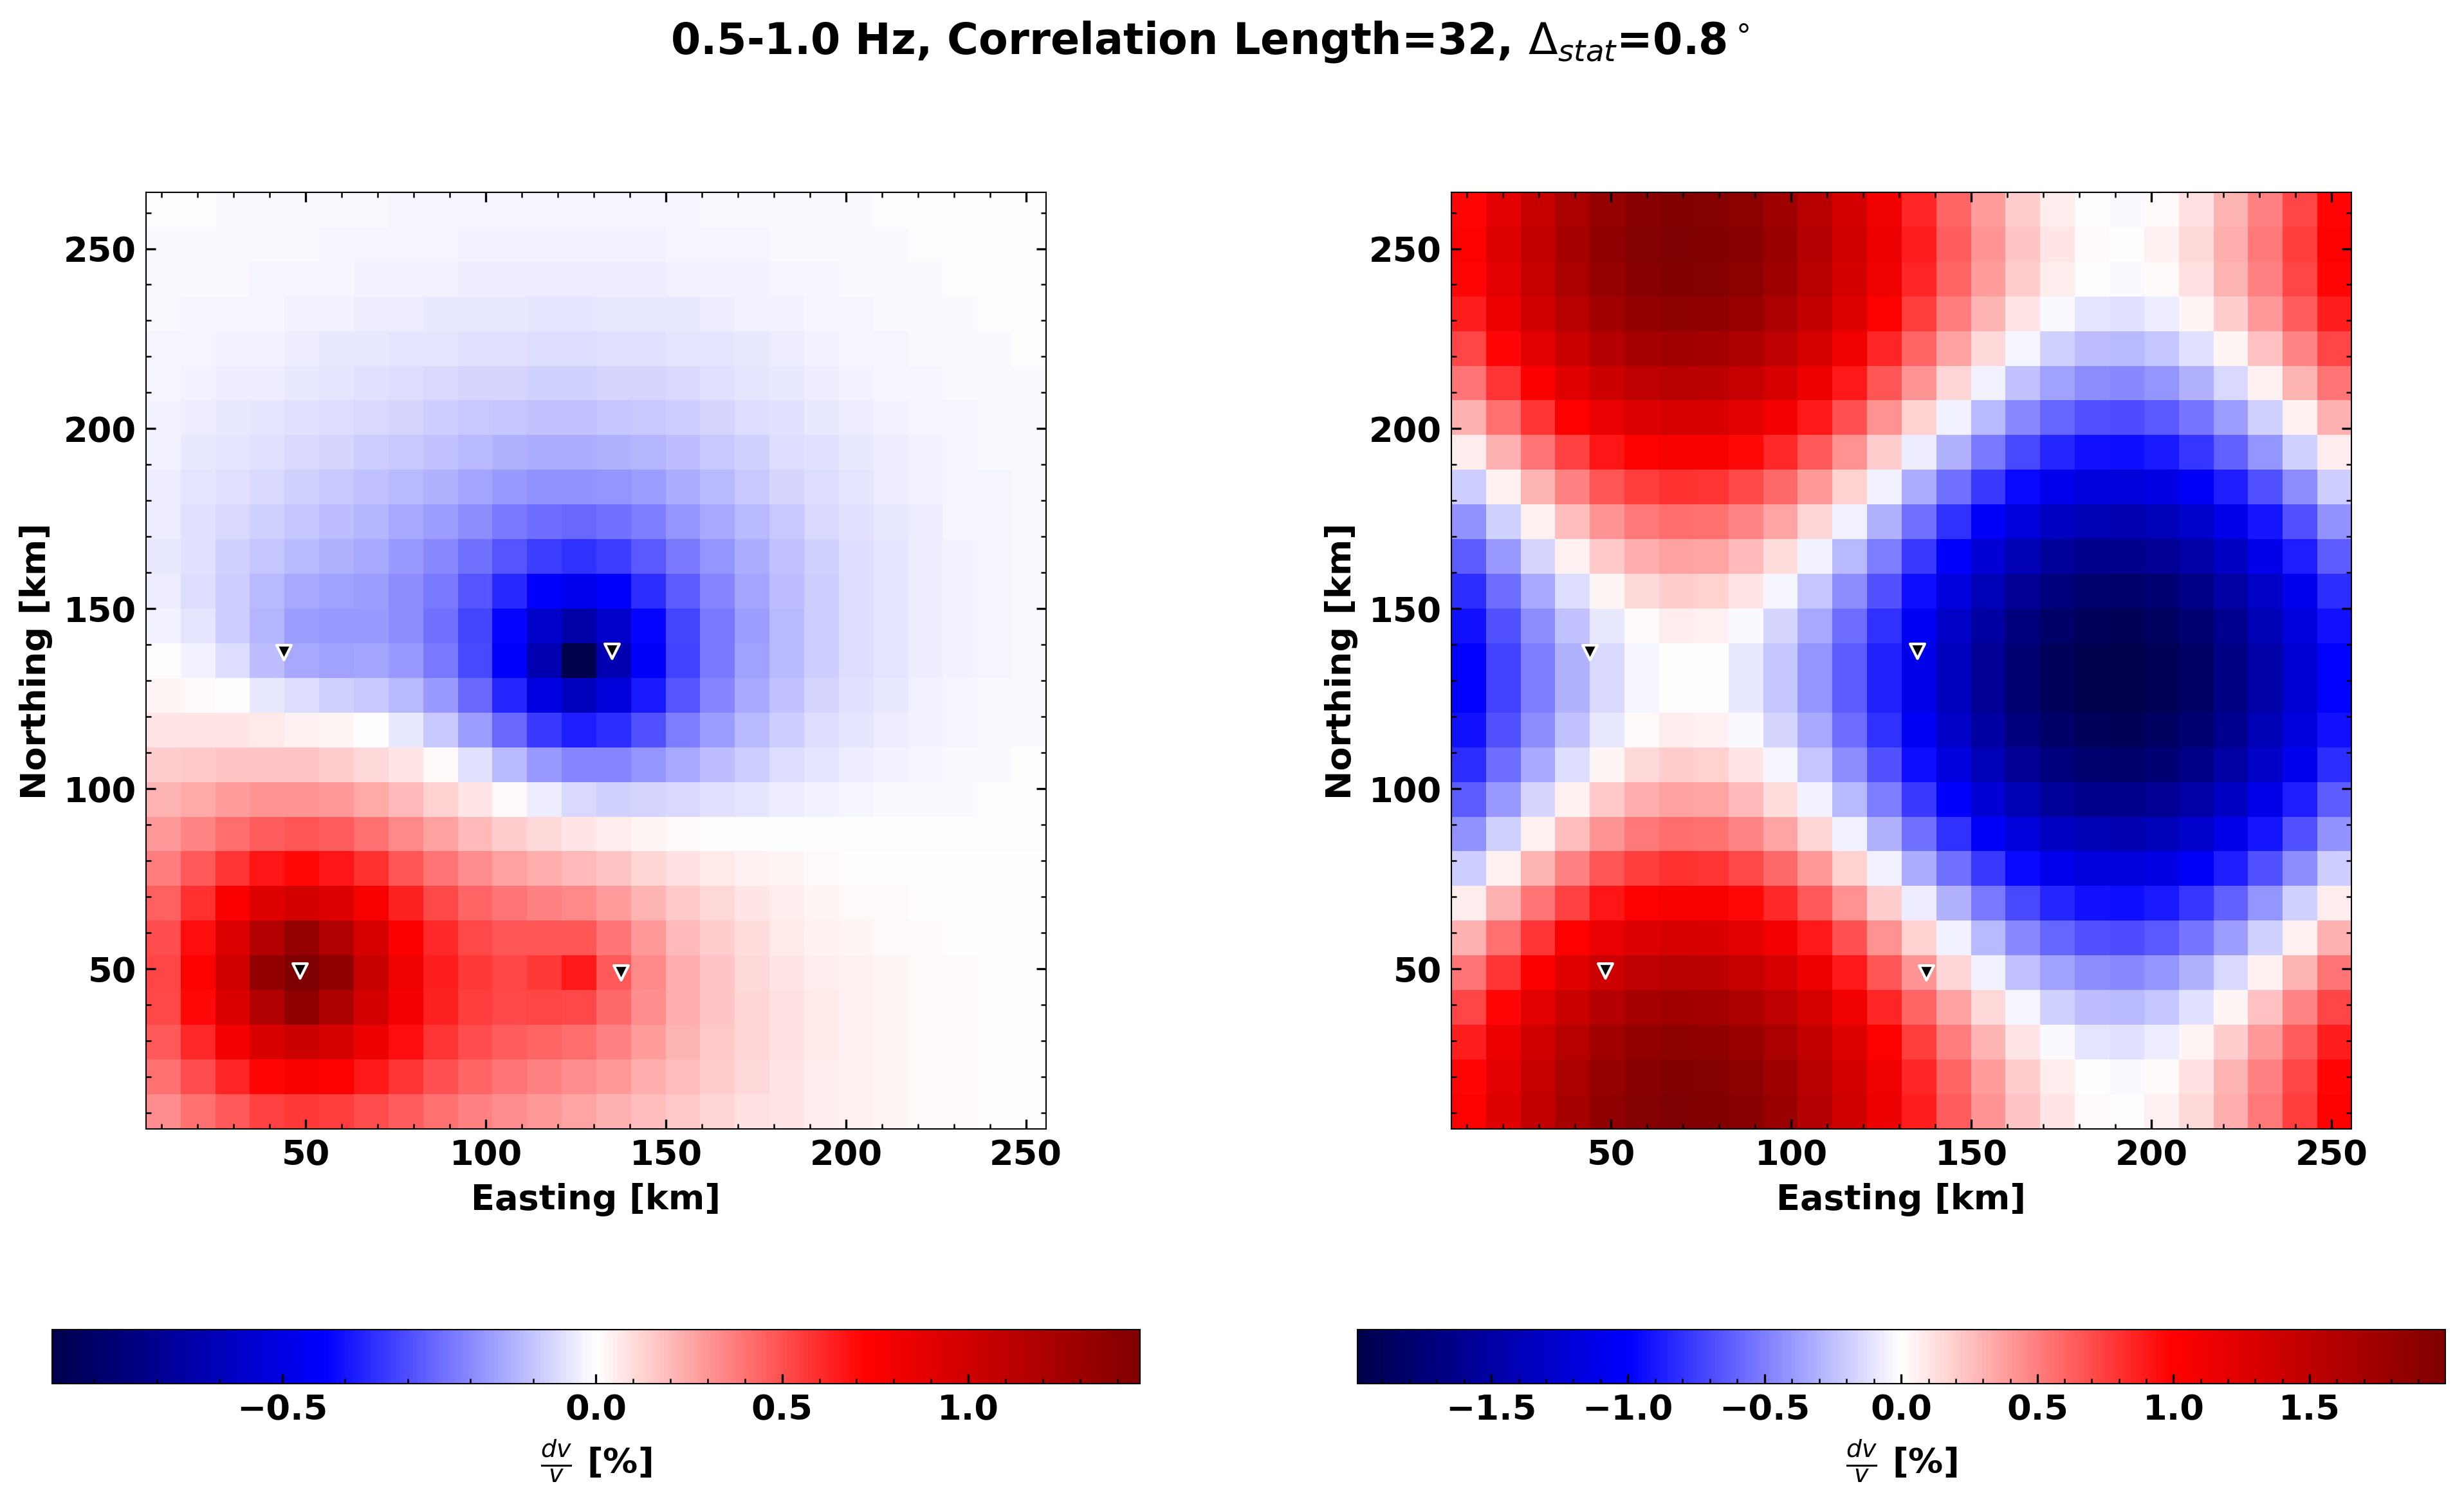 0.5-1.0 Hz, Correlation Length=32, Δstat=0.8°
250
200
150
100
50
Northing [km]
50 100 150 200 250
Easting [km]
250
200
150
100
50
Northing [km]
50 100 150 200 250
Easting [km]
−0.5 0.0 0.5 1.0
dv/v [%]
−1.5 −1.0 −0.5 0.0 0.5 1.0 1.5
dv/v [%]